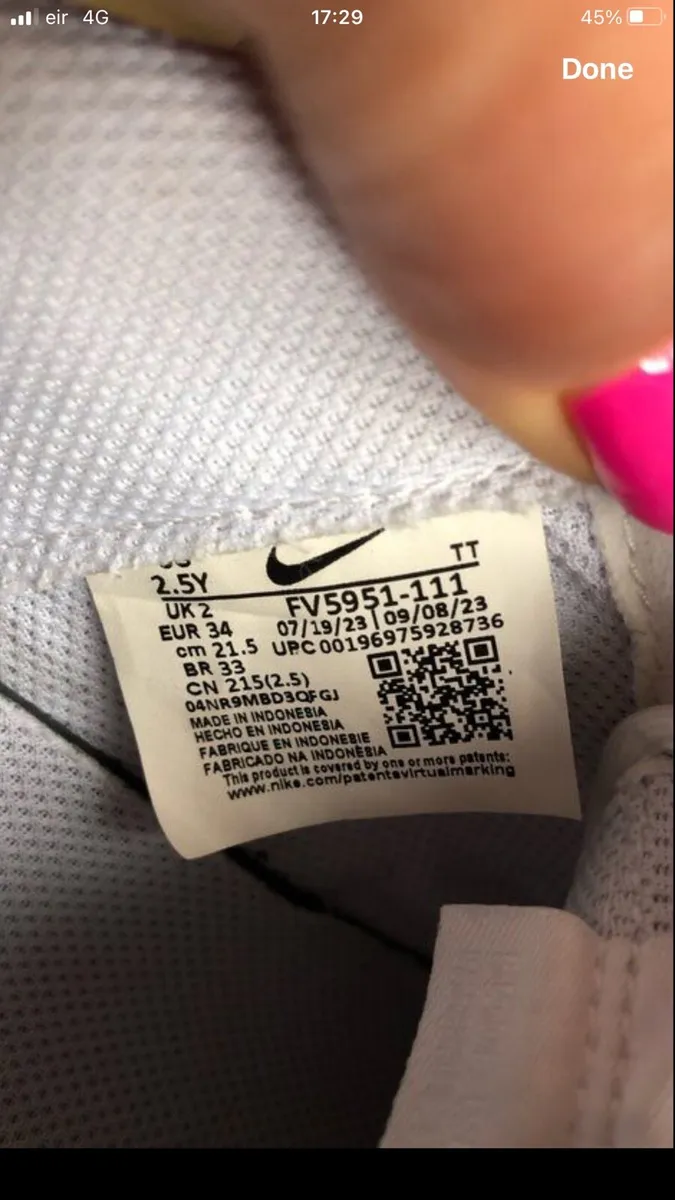 eir 4G 17:29 45%
Done
TT
2.5Y
UK 2 FV5951-111
EUR 34 07/19/23 | 09/08/23
cm 21.5 UPC 00196975928736
BR 33
CN 215(2.5)
04NR9MBD3QFGJ
MADE IN INDONESIA
HECHO EN INDONESIA
FABRIQUE EN INDONESIE
FABRICADO NA INDONÉSIA
This product is covered by one or more patents:
www.nike.com/patentsvirtualmarking